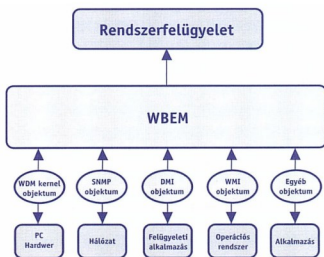 Rendszerfelügyelet
WBEM
WDM kernel
objektum
SNMP
objektum
DMI
objektum
WMI
objektum
Egyéb
objektum
PC
Hardwer
Hálózat
Felügyeleti
alkalmazás
Operációs
rendszer
Alkalmazás